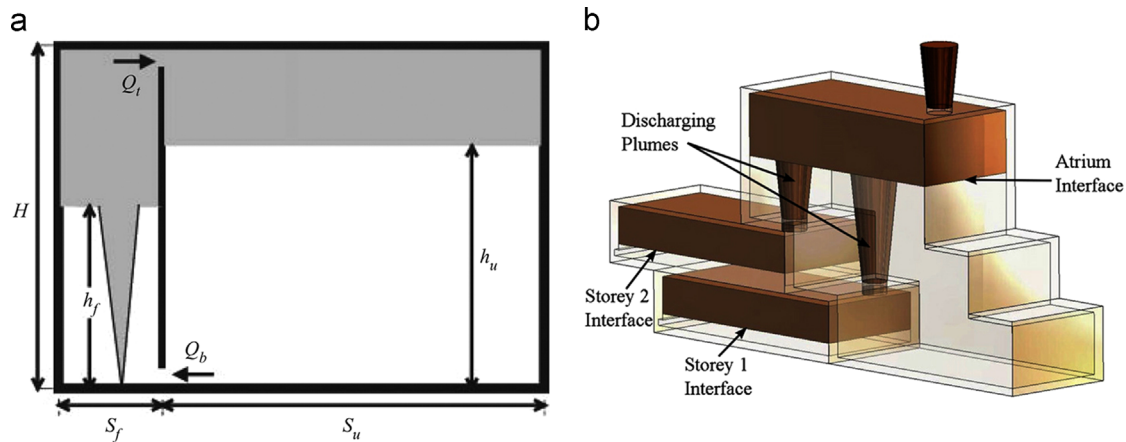 a
Q_t
H
h_f
h_u
Q_b
S_f
S_u
b
Discharging
Plumes
Atrium
Interface
Storey 2
Interface
Storey 1
Interface